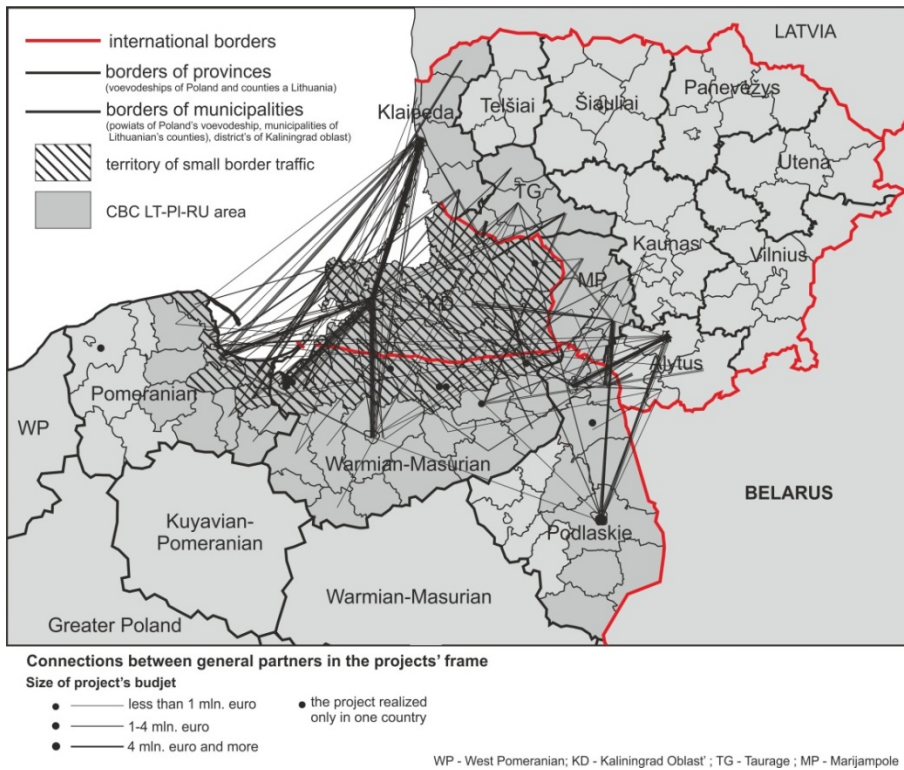 international borders
borders of provinces
(voevodeships of Poland and counties a Lithuania)
borders of municipalities
(powiats of Poland's voevodeship, municipalities of
Lithuanian's counties), district's of Kaliningrad oblast)
territory of small border traffic
CBC LT-Pl-RU area
LATVIA
Klaipeda
Telšiai
Šiauliai
Panevėžys
Utena
TG
Kaunas
Vilnius
MP
KD
Alytus
Pomeranian
WP
Warmian-Masurian
BELARUS
Kuyavian-
Pomeranian
Podlaskie
Warmian-Masurian
Greater Poland
Connections between general partners in the projects' frame
Size of project's budjet
less than 1 mln. euro
1-4 mln. euro
4 mln. euro and more
the project realized
only in one country
WP - West Pomeranian; KD - Kaliningrad Oblast' ; TG - Taurage ; MP - Marijampole